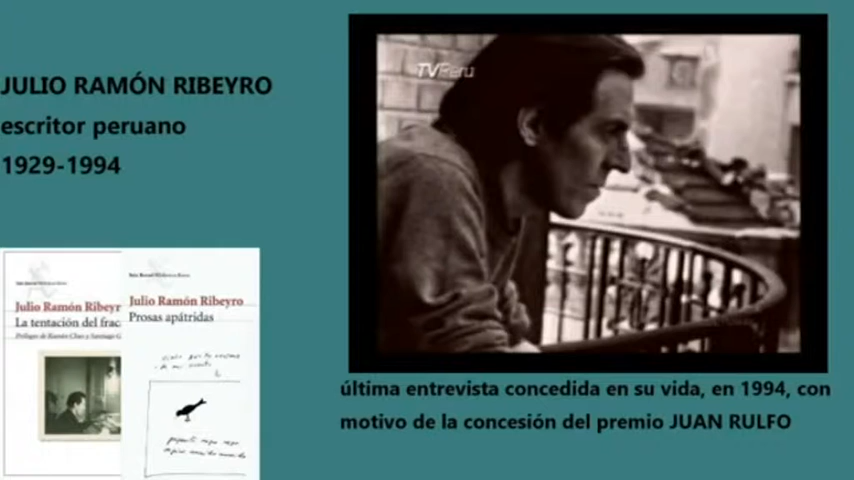 JULIO RAMÓN RIBEYRO
escritor peruano
1929-1994
TVPerú
última entrevista concedida en su vida, en 1994, con
motivo de la concesión del premio JUAN RULFO
Julio Ramón Ribeyr
La tentación del frac
Julio Ramón Ribeyro
Prosas apátridas